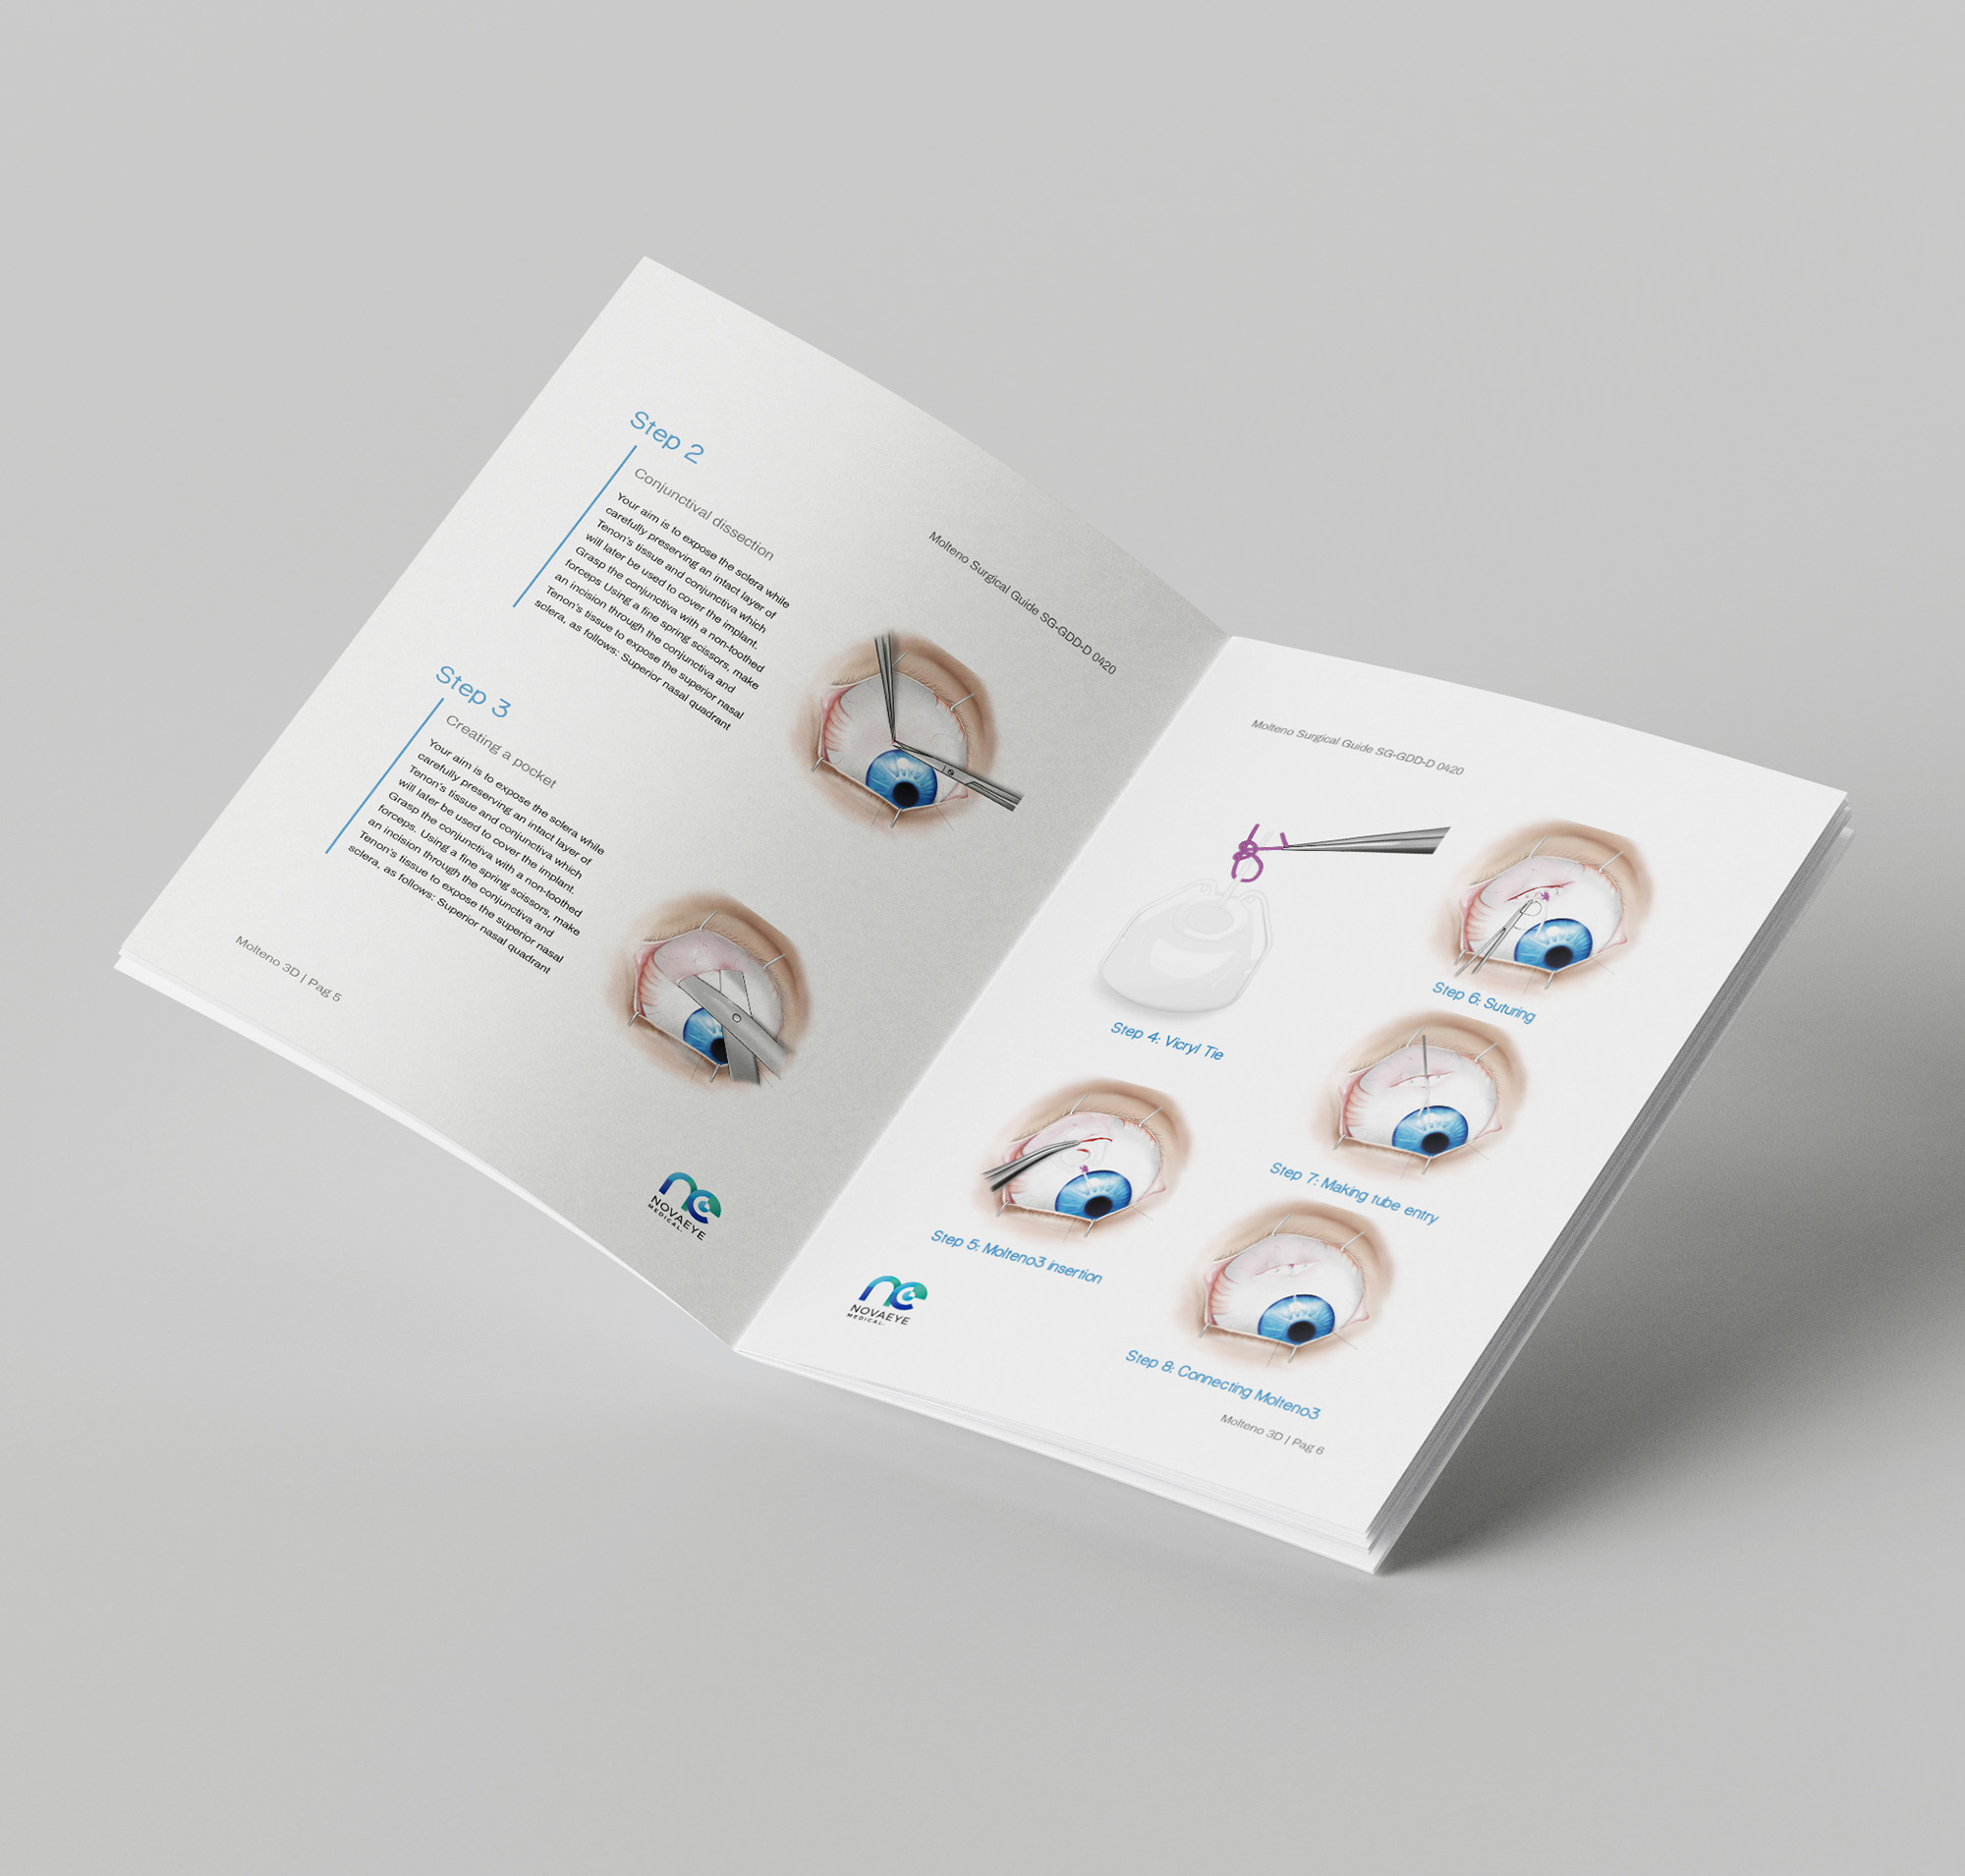 Molteno Surgical Guide SG-GDD-D 0420
Step 2
Conjunctival dissection
Your aim is to expose the sclera while
carefully preserving an intact layer of
Tenon's tissue and conjunctiva which
will later be used to cover the implant.
Grasp the conjunctiva with a non-toothed
forceps Using a fine spring scissors, make
an incision through the conjunctiva and
Tenon's tissue to expose the superior nasal
sclera, as follows: Superior nasal quadrant
Step 3
Creating a pocket
Your aim is to expose the sclera while
carefully preserving an intact layer of
Tenon's tissue and conjunctiva which
will later be used to cover the implant.
Grasp the conjunctiva with a non-toothed
forceps. Using a fine spring scissors, make
an incision through the conjunctiva and
Tenon's tissue to expose the superior nasal
sclera, as follows: Superior nasal quadrant
Molteno 3D | Pag 5
ne
NOVAEYE
MEDICAL.
Molteno Surgical Guide SG-GDD-D 0420
Step 4: Vicryl Tie
Step 5: Molteno3 insertion
Step 6: Suturing
Step 7: Making tube entry
Step 8: Connecting Molteno3
ne
NOVAEYE
MEDICAL.
Molteno 3D | Pag 6